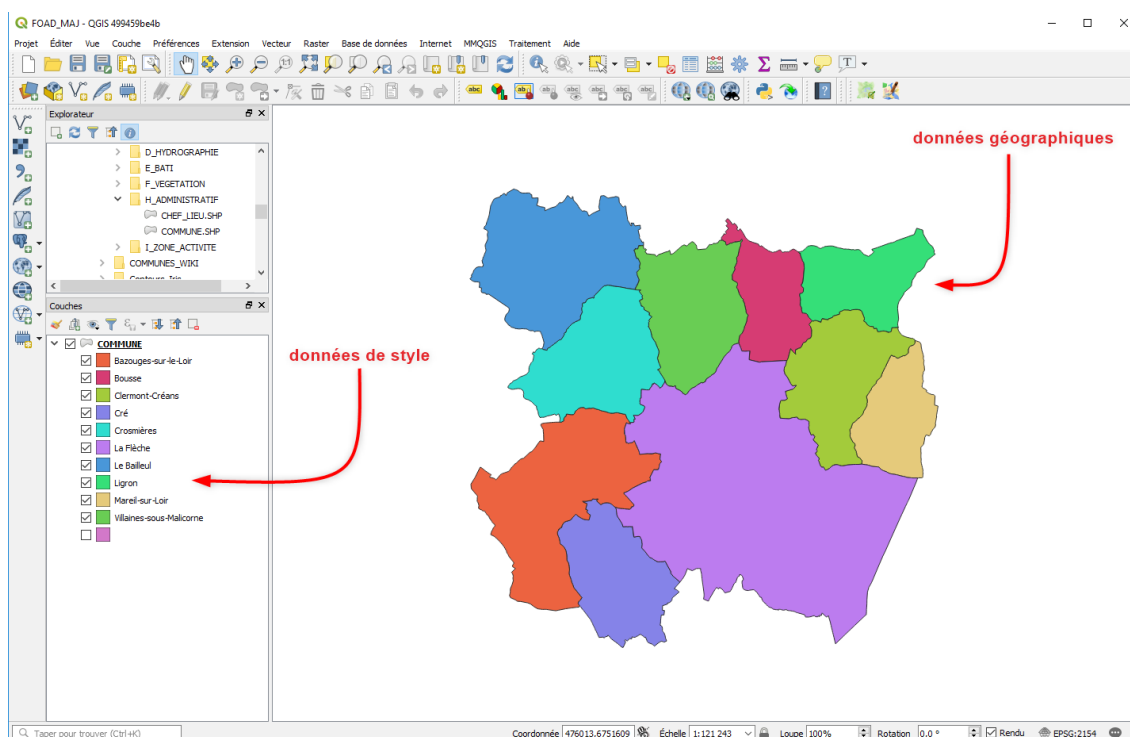 FOAD_MAJ - QGIS 499459be4b
Projet Éditer Vue Couche Préférences Extension Vecteur Raster Base de données Internet MMQGIS Traitement Aide
Explorateur
D_HYDROGRAPHIE
E_BATI
F_VEGETATION
H_ADMINISTRATIF
CHEF_LIEU.SHP
COMMUNE.SHP
I_ZONE_ACTIVITE
COMMUNES_WIKI
Contours_Iris
Couches
COMMUNE
Bazouges-sur-le-Loir
Bousse
Clermont-Créans
Cré
Crosmières
La Flèche
Le Bailleul
Ligron
Mareil-sur-Loir
Villaines-sous-Malicorne
données géographiques
données de style
Taper pour trouver (Ctrl+K)
Coordonnée 476013.6751609 Échelle 1:121 243 Loupe 100% Rotation 0,0 ° Rendu EPSG:2154